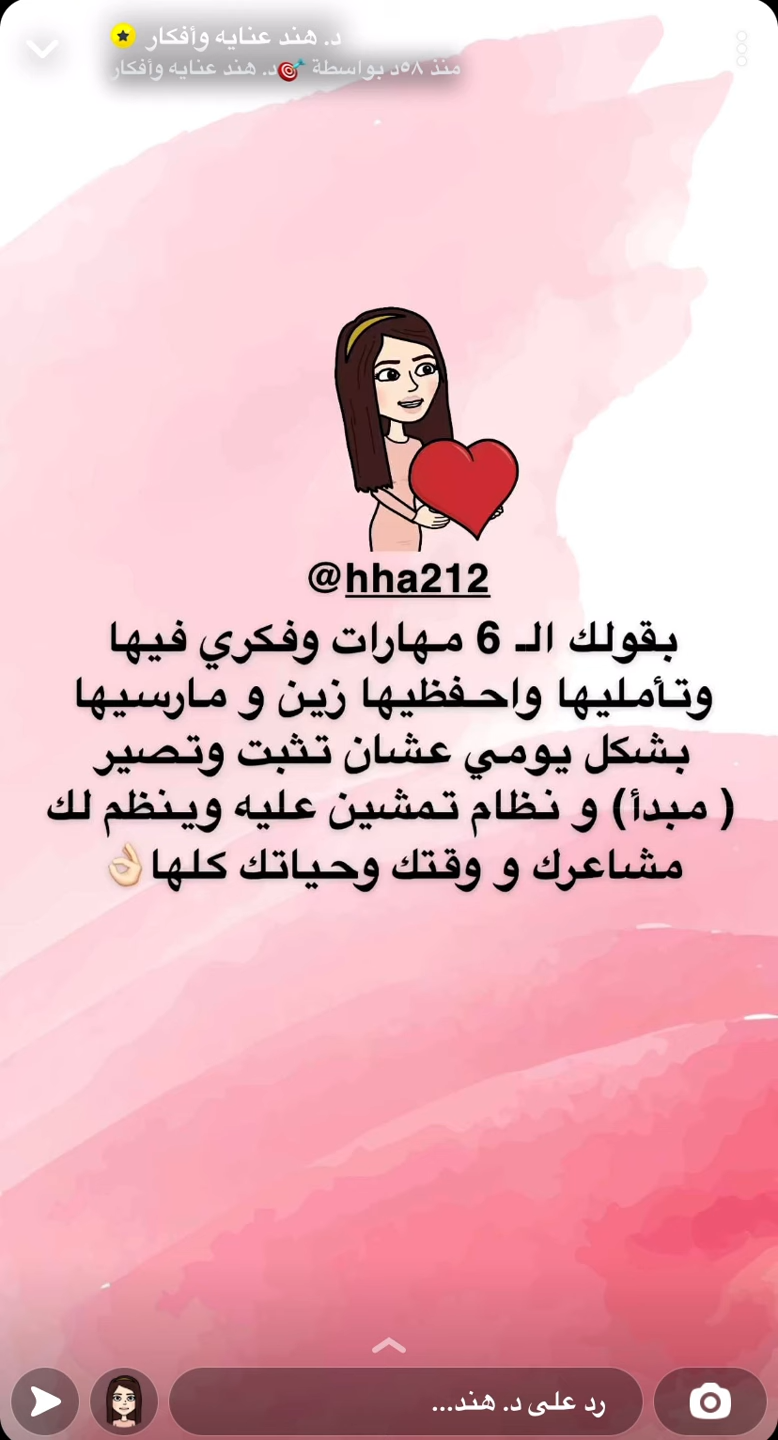 د. هند عنايه وأفكار
منذ ٥٨د بواسطة 🎯د. هند عنايه وأفكار
@hha212
بقولك الـ 6 مهارات وفكري فيها
وتأمليها واحفظيها زين و مارسيها
بشكل يومي عشان تثبت وتصير
( مبدأ) و نظام تمشين عليه وينظم لك
مشاعرك و وقتك وحياتك كلها👌🏻
رد على د. هند...